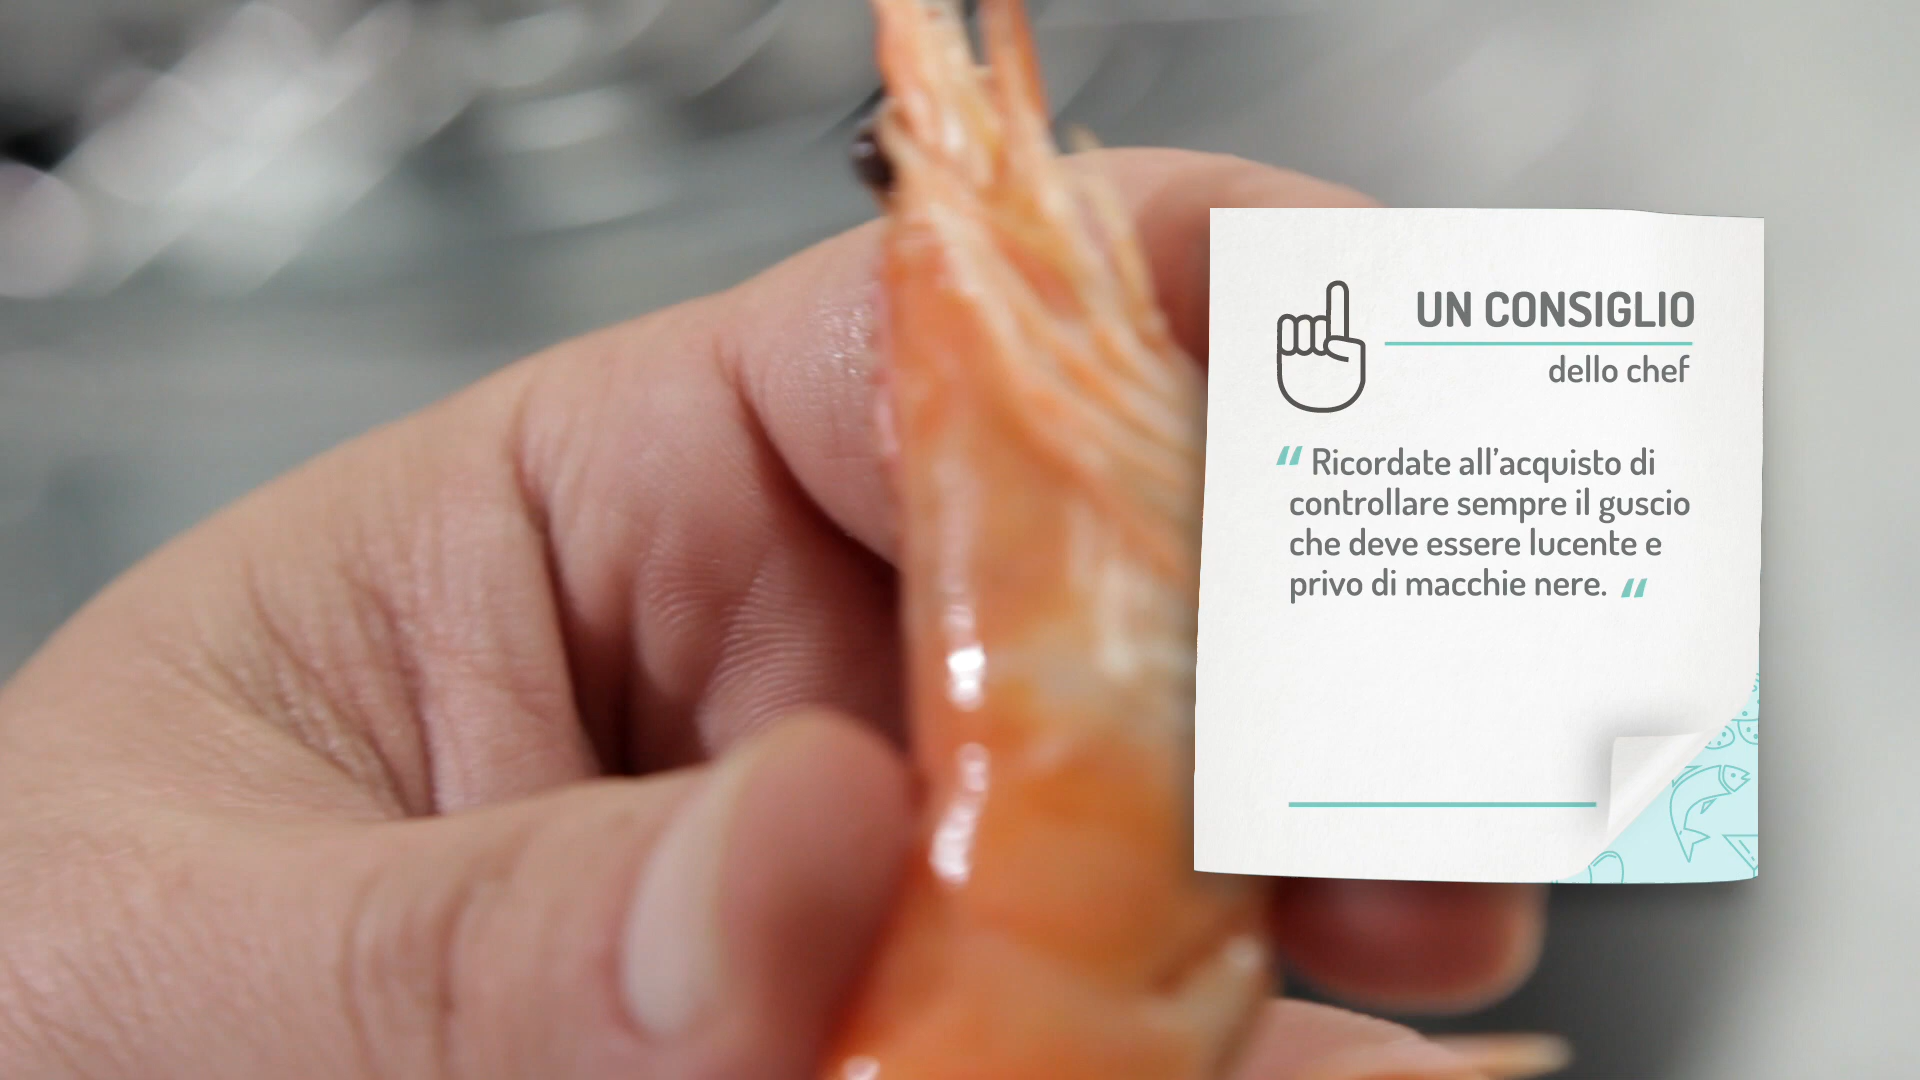 UN CONSIGLIO
dello chef
“ Ricordate all’acquisto di
controllare sempre il guscio
che deve essere lucente e
privo di macchie nere. “